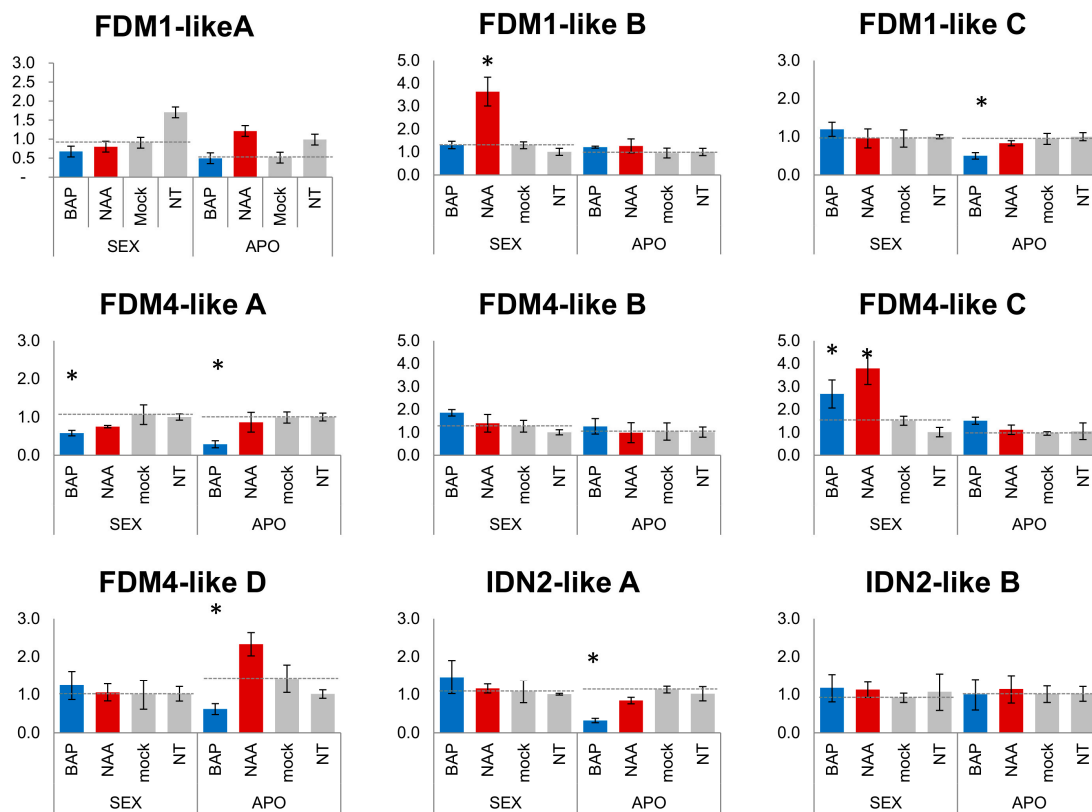 FDM1-likeA
3.0
2.5
2.0
1.5
1.0
0.5
-
BAP NAA Mock NT BAP NAA Mock NT
SEX APO
FDM1-like B
5.0
4.0
3.0
2.0
1.0
0.0
*
BAP NAA mock NT BAP NAA mock NT
SEX APO
FDM1-like C
3.0
2.0
1.0
0.0
*
BAP NAA mock NT BAP NAA mock NT
SEX APO
FDM4-like A
3.0
2.0
1.0
0.0
* *
BAP NAA mock NT BAP NAA mock NT
SEX APO
FDM4-like B
5.0
4.0
3.0
2.0
1.0
0.0
BAP NAA mock NT BAP NAA mock NT
SEX APO
FDM4-like C
5.0
4.0
3.0
2.0
1.0
0.0
* *
BAP NAA mock NT BAP NAA mock NT
SEX APO
FDM4-like D
3.0
2.0
1.0
0.0
*
BAP NAA mock NT BAP NAA mock NT
SEX APO
IDN2-like A
3.0
2.0
1.0
0.0
*
BAP NAA mock NT BAP NAA mock NT
SEX APO
IDN2-like B
3.0
2.0
1.0
0.0
BAP NAA mock NT BAP NAA mock NT
SEX APO